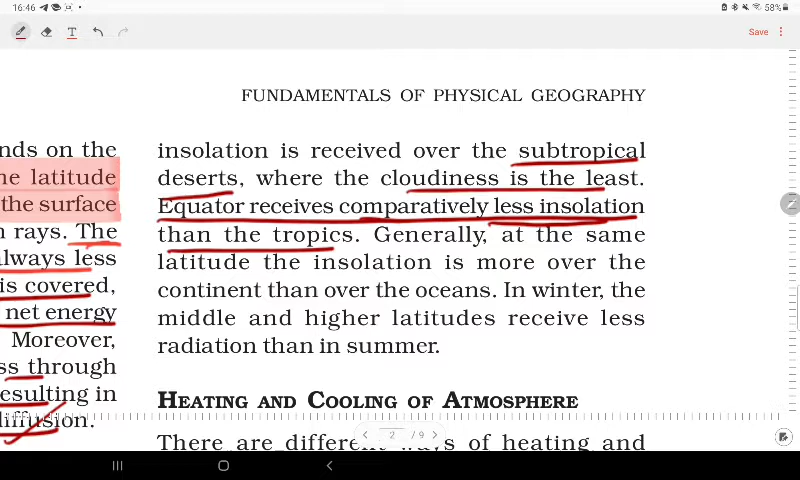 16:46
58%
T
Save
FUNDAMENTALS OF PHYSICAL GEOGRAPHY
nds on the
he latitude
the surface
n rays. The
always less
is covered,
net energy
Moreover,
ss through
esulting in
diffusion.
insolation is received over the subtropical
deserts, where the cloudiness is the least.
Equator receives comparatively less insolation
than the tropics. Generally, at the same
latitude the insolation is more over the
continent than over the oceans. In winter, the
middle and higher latitudes receive less
radiation than in summer.
HEATING AND COOLING OF ATMOSPHERE
There are different ways of heating and
2 / 9